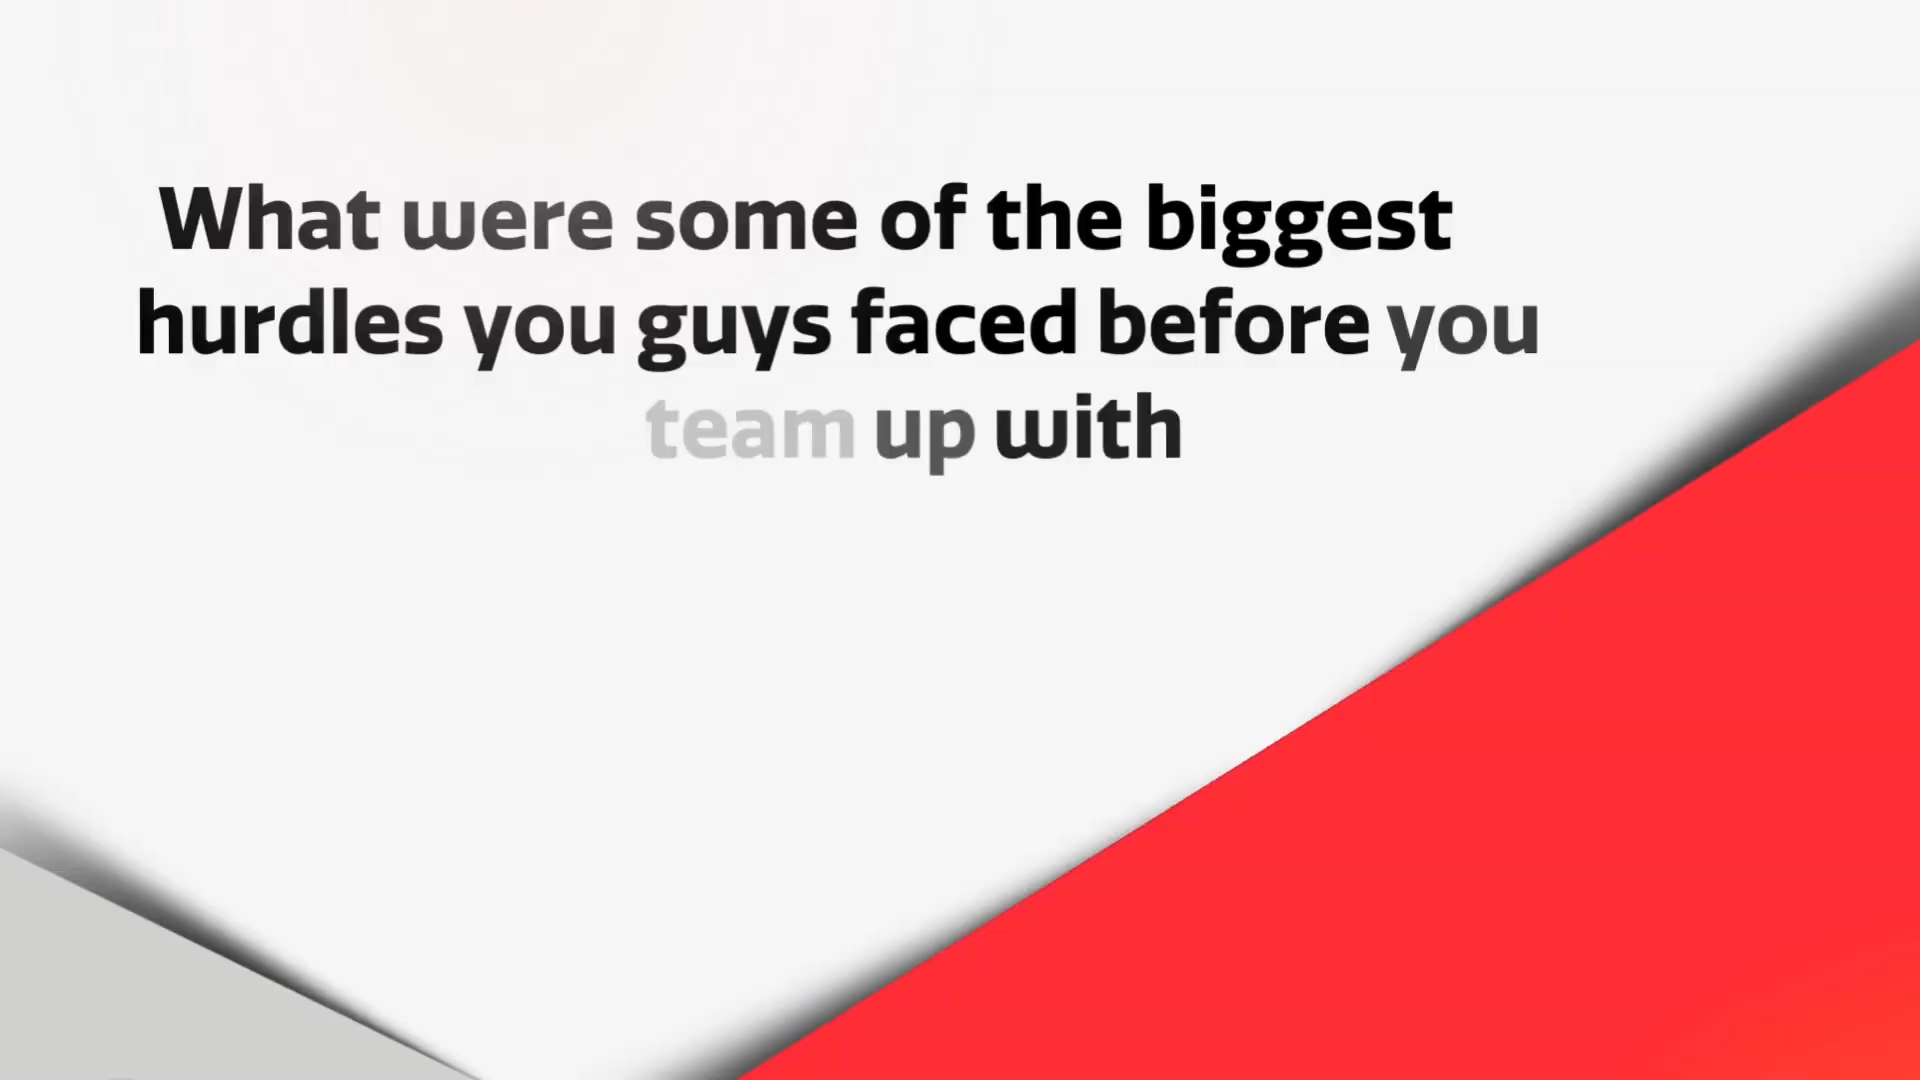 What were some of the biggest
hurdles you guys faced before you
team up with